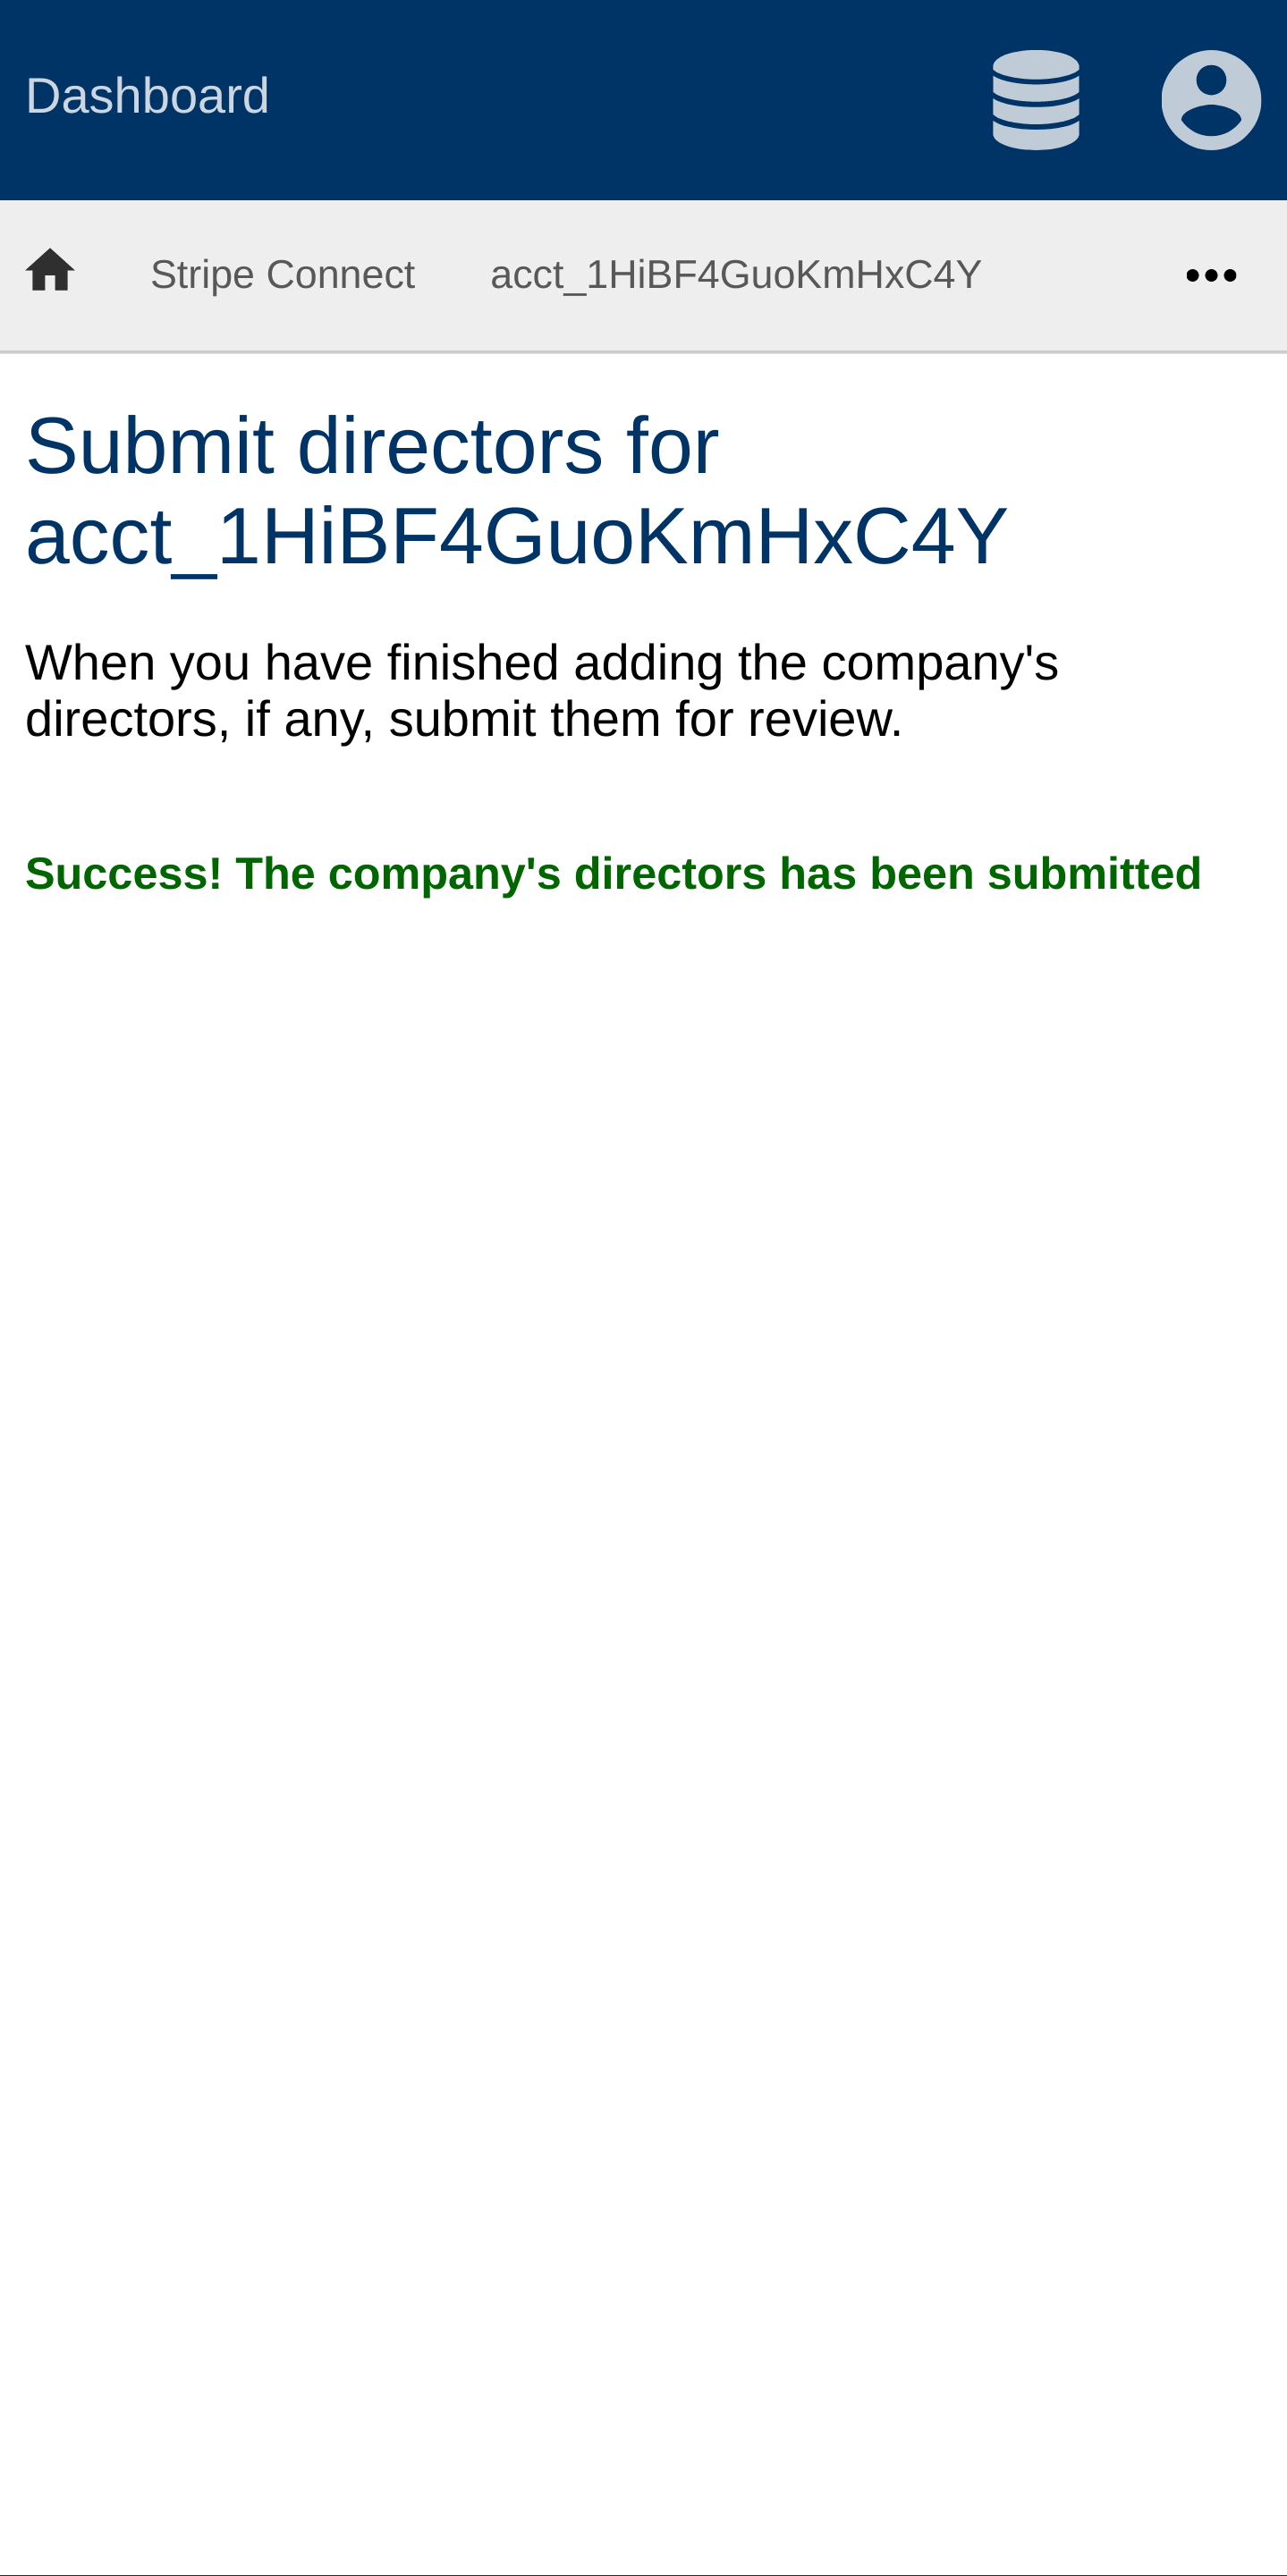 Dashboard
Stripe Connect acct_1HiBF4GuoKmHxC4Y
Submit directors for
acct_1HiBF4GuoKmHxC4Y
When you have finished adding the company's
directors, if any, submit them for review.
Success! The company's directors has been submitted